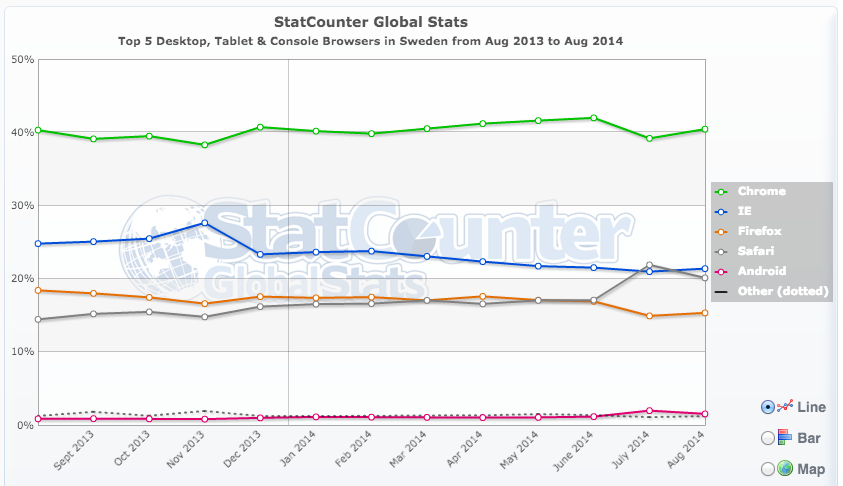 StatCounter Global Stats
Top 5 Desktop, Tablet & Console Browsers in Sweden from Aug 2013 to Aug 2014
50%
40%
30%
20%
10%
0%
StatCounter
GlobalStats
Sept 2013
Oct 2013
Nov 2013
Dec 2013
Jan 2014
Feb 2014
Mar 2014
Apr 2014
May 2014
June 2014
July 2014
Aug 2014
Chrome
IE
Firefox
Safari
Android
Other (dotted)
Line
Bar
Map